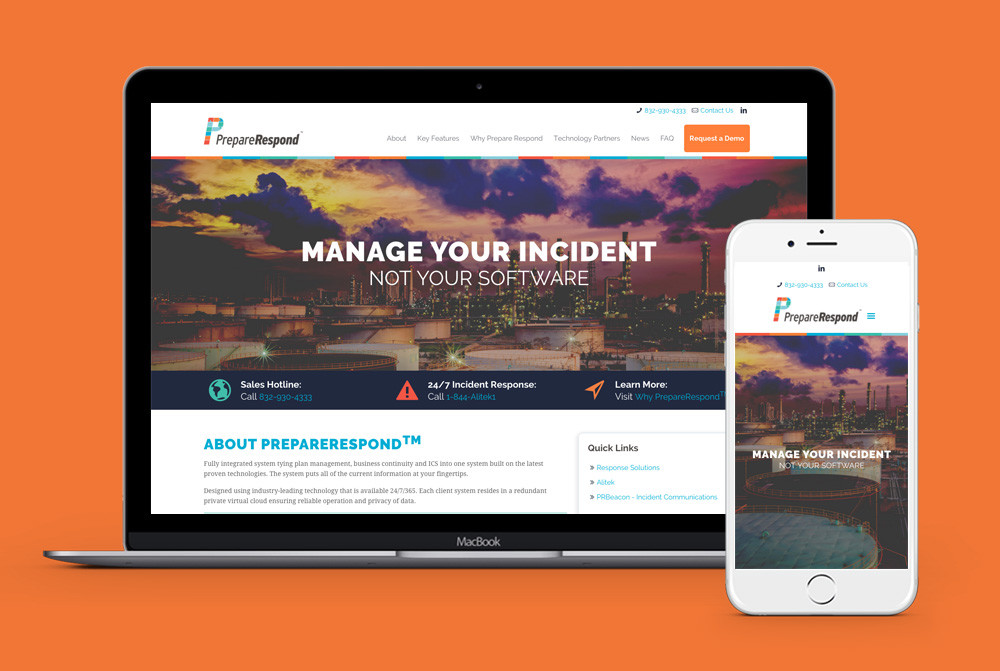 832-930-4333 Contact Us in
PrepareRespond™
About Key Features Why Prepare Respond Technology Partners News FAQ Request a Demo
MANAGE YOUR INCIDENT
NOT YOUR SOFTWARE
Sales Hotline:
Call 832-930-4333
24/7 Incident Response:
Call 1-844-Alitek1
Learn More:
Visit Why PrepareRespond™
ABOUT PREPARERESPOND™
Fully integrated system tying plan management, business continuity and ICS into one system built on the latest
proven technologies. The system puts all of the current information at your fingertips.
Designed using industry-leading technology that is available 24/7/365. Each client system resides in a redundant
private virtual cloud ensuring reliable operation and privacy of data.
Quick Links
» Response Solutions
» Alitek
» PRBeacon - Incident Communications
MacBook
in
832-930-4333 Contact Us
PrepareRespond™
MANAGE YOUR INCIDENT
NOT YOUR SOFTWARE